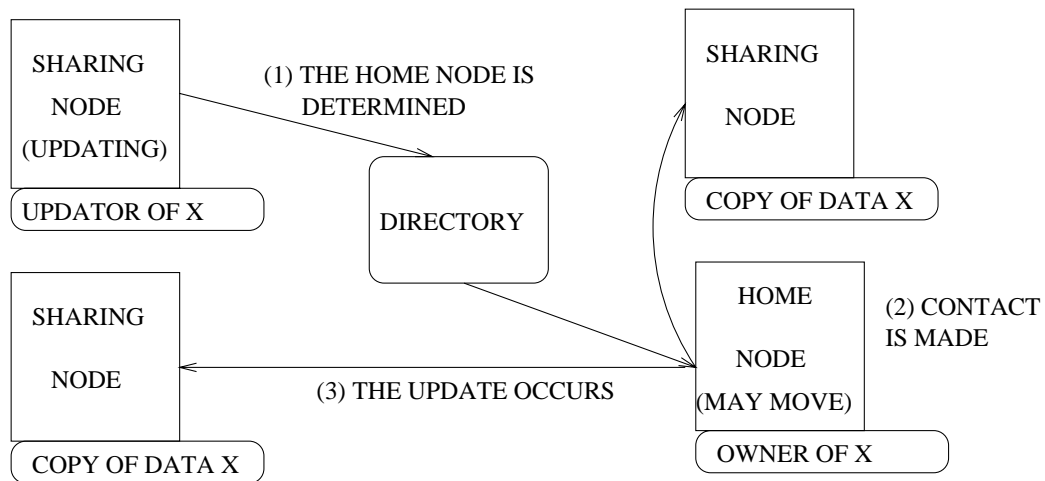 SHARING
NODE
(UPDATING)
UPDATOR OF X
(1) THE HOME NODE IS
DETERMINED
DIRECTORY
SHARING
NODE
COPY OF DATA X
SHARING
NODE
COPY OF DATA X
(3) THE UPDATE OCCURS
HOME
NODE
(MAY MOVE)
OWNER OF X
(2) CONTACT
IS MADE